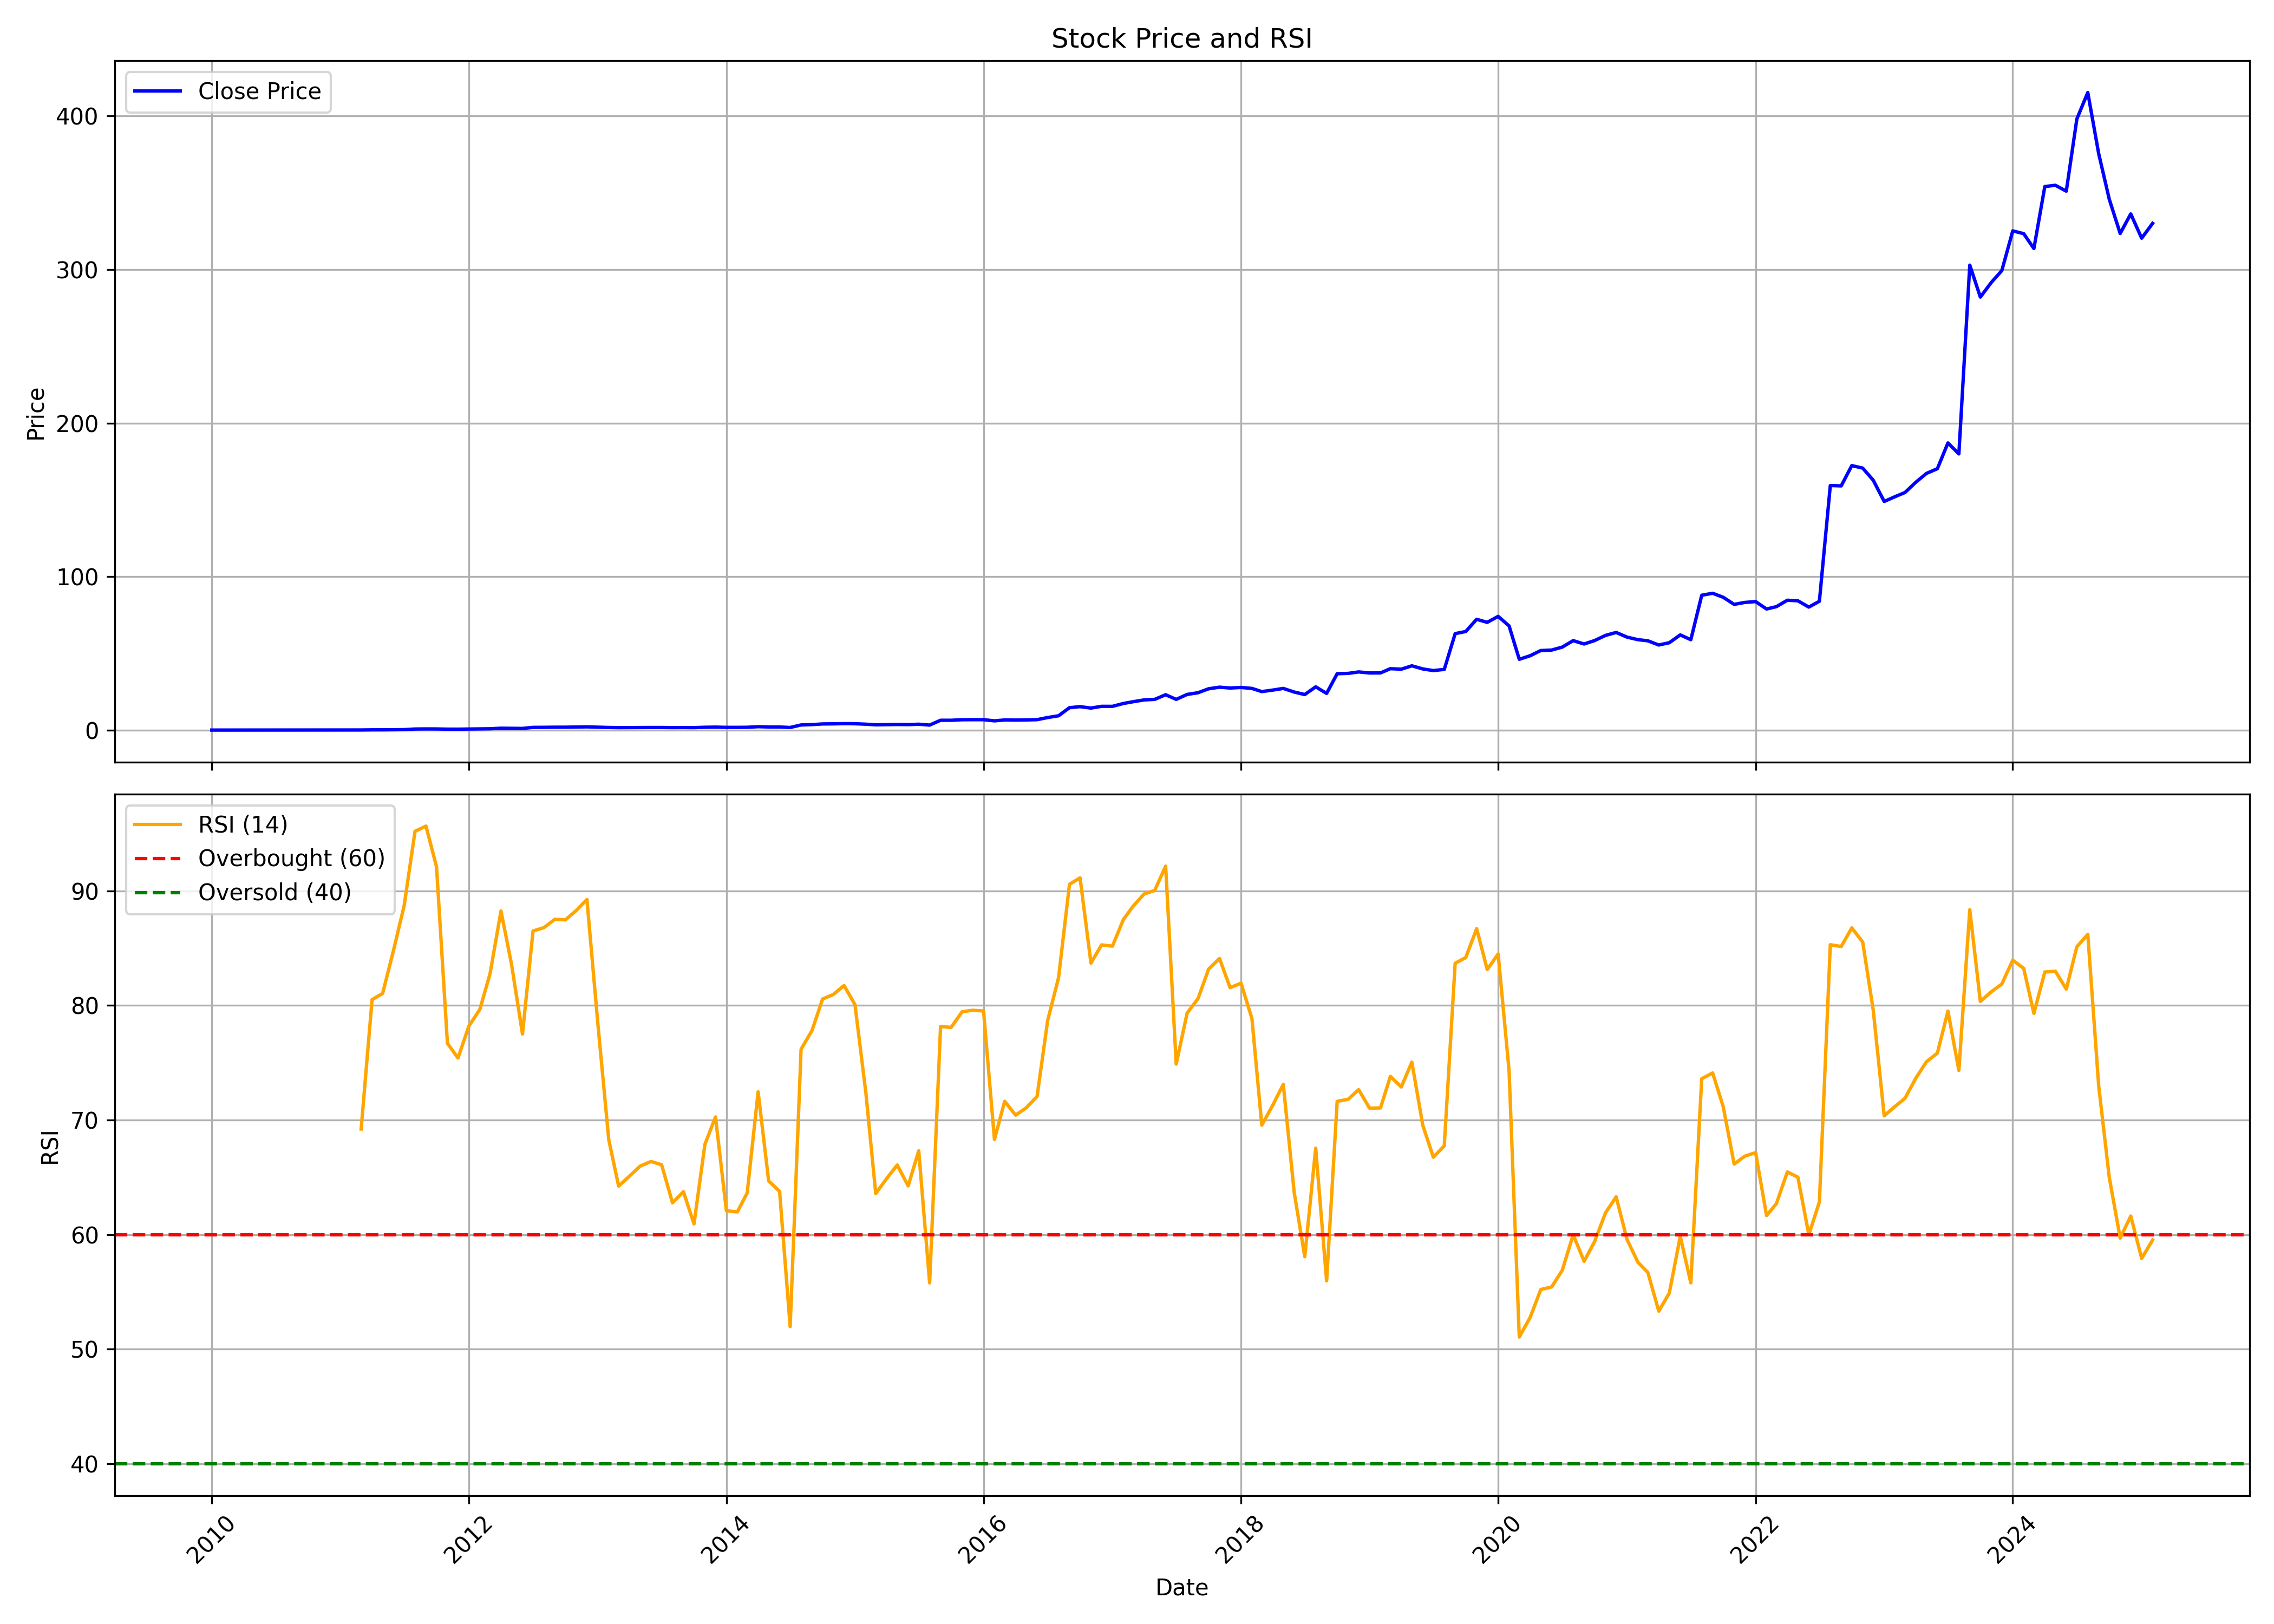 Stock Price and RSI
Close Price
400
300
200
100
0
Price
RSI (14)
Overbought (60)
Oversold (40)
90
80
70
60
50
40
RSI
2010
2012
2014
2016
2018
2020
2022
2024
Date